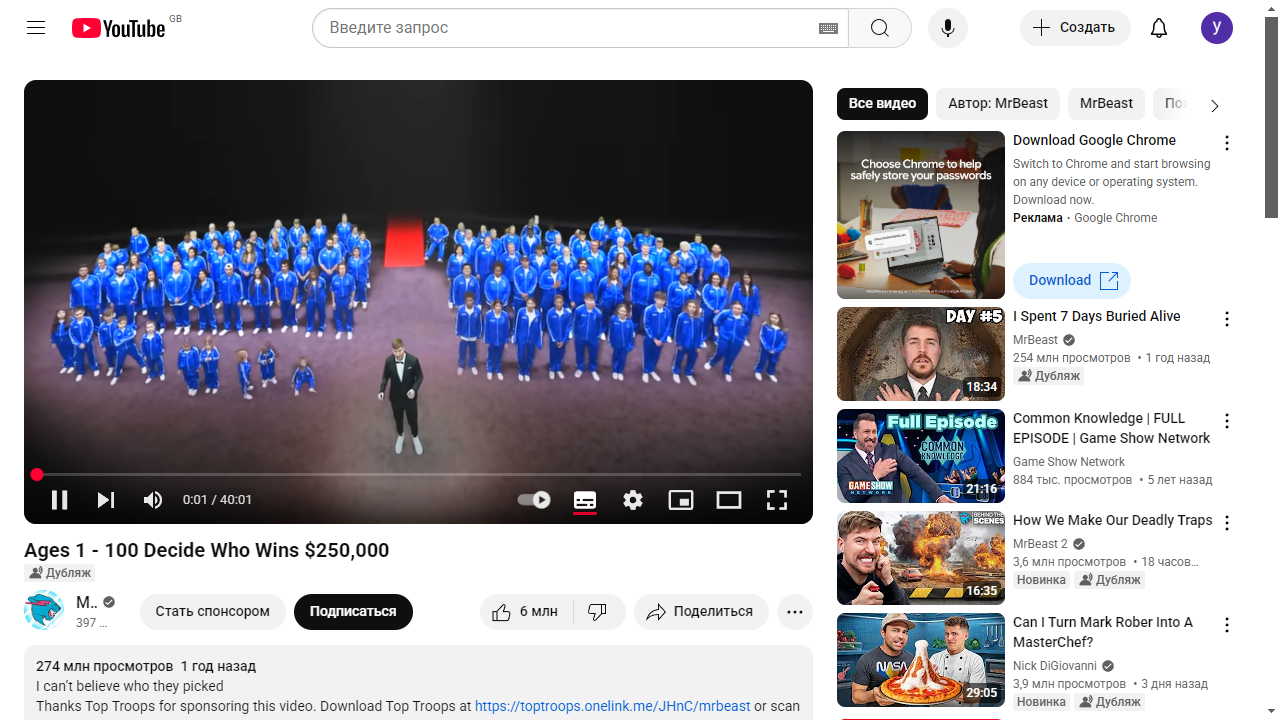 YouTube GB
Введите запрос
Создать
y
0:01 / 40:01
Ages 1 - 100 Decide Who Wins $250,000
Дубляж
M..
397 ...
Стать спонсором
Подписаться
6 млн
Поделиться
274 млн просмотров 1 год назад
I can't believe who they picked
Thanks Top Troops for sponsoring this video. Download Top Troops at https://toptroops.onelink.me/JHnC/mrbeast or scan
Все видео
Автор: MrBeast
MrBeast
Choose Chrome to help
safely store your passwords
Download Google Chrome
Switch to Chrome and start browsing
on any device or operating system.
Download now.
Реклама · Google Chrome
Download
DAY #5
18:34
I Spent 7 Days Buried Alive
MrBeast
254 млн просмотров • 1 год назад
Дубляж
Full Episode
COMMON
KNOWLEDGE
GAME SHOW
NETWORK
21:16
Common Knowledge | FULL
EPISODE | Game Show Network
Game Show Network
884 тыс. просмотров • 5 лет назад
BEHIND THE
SCENES
16:35
How We Make Our Deadly Traps
MrBeast 2
3,6 млн просмотров • 18 часов...
Новинка
Дубляж
NASA
29:05
Can I Turn Mark Rober Into A
MasterChef?
Nick DiGiovanni
3,9 млн просмотров • 3 дня назад
Новинка
Дубляж